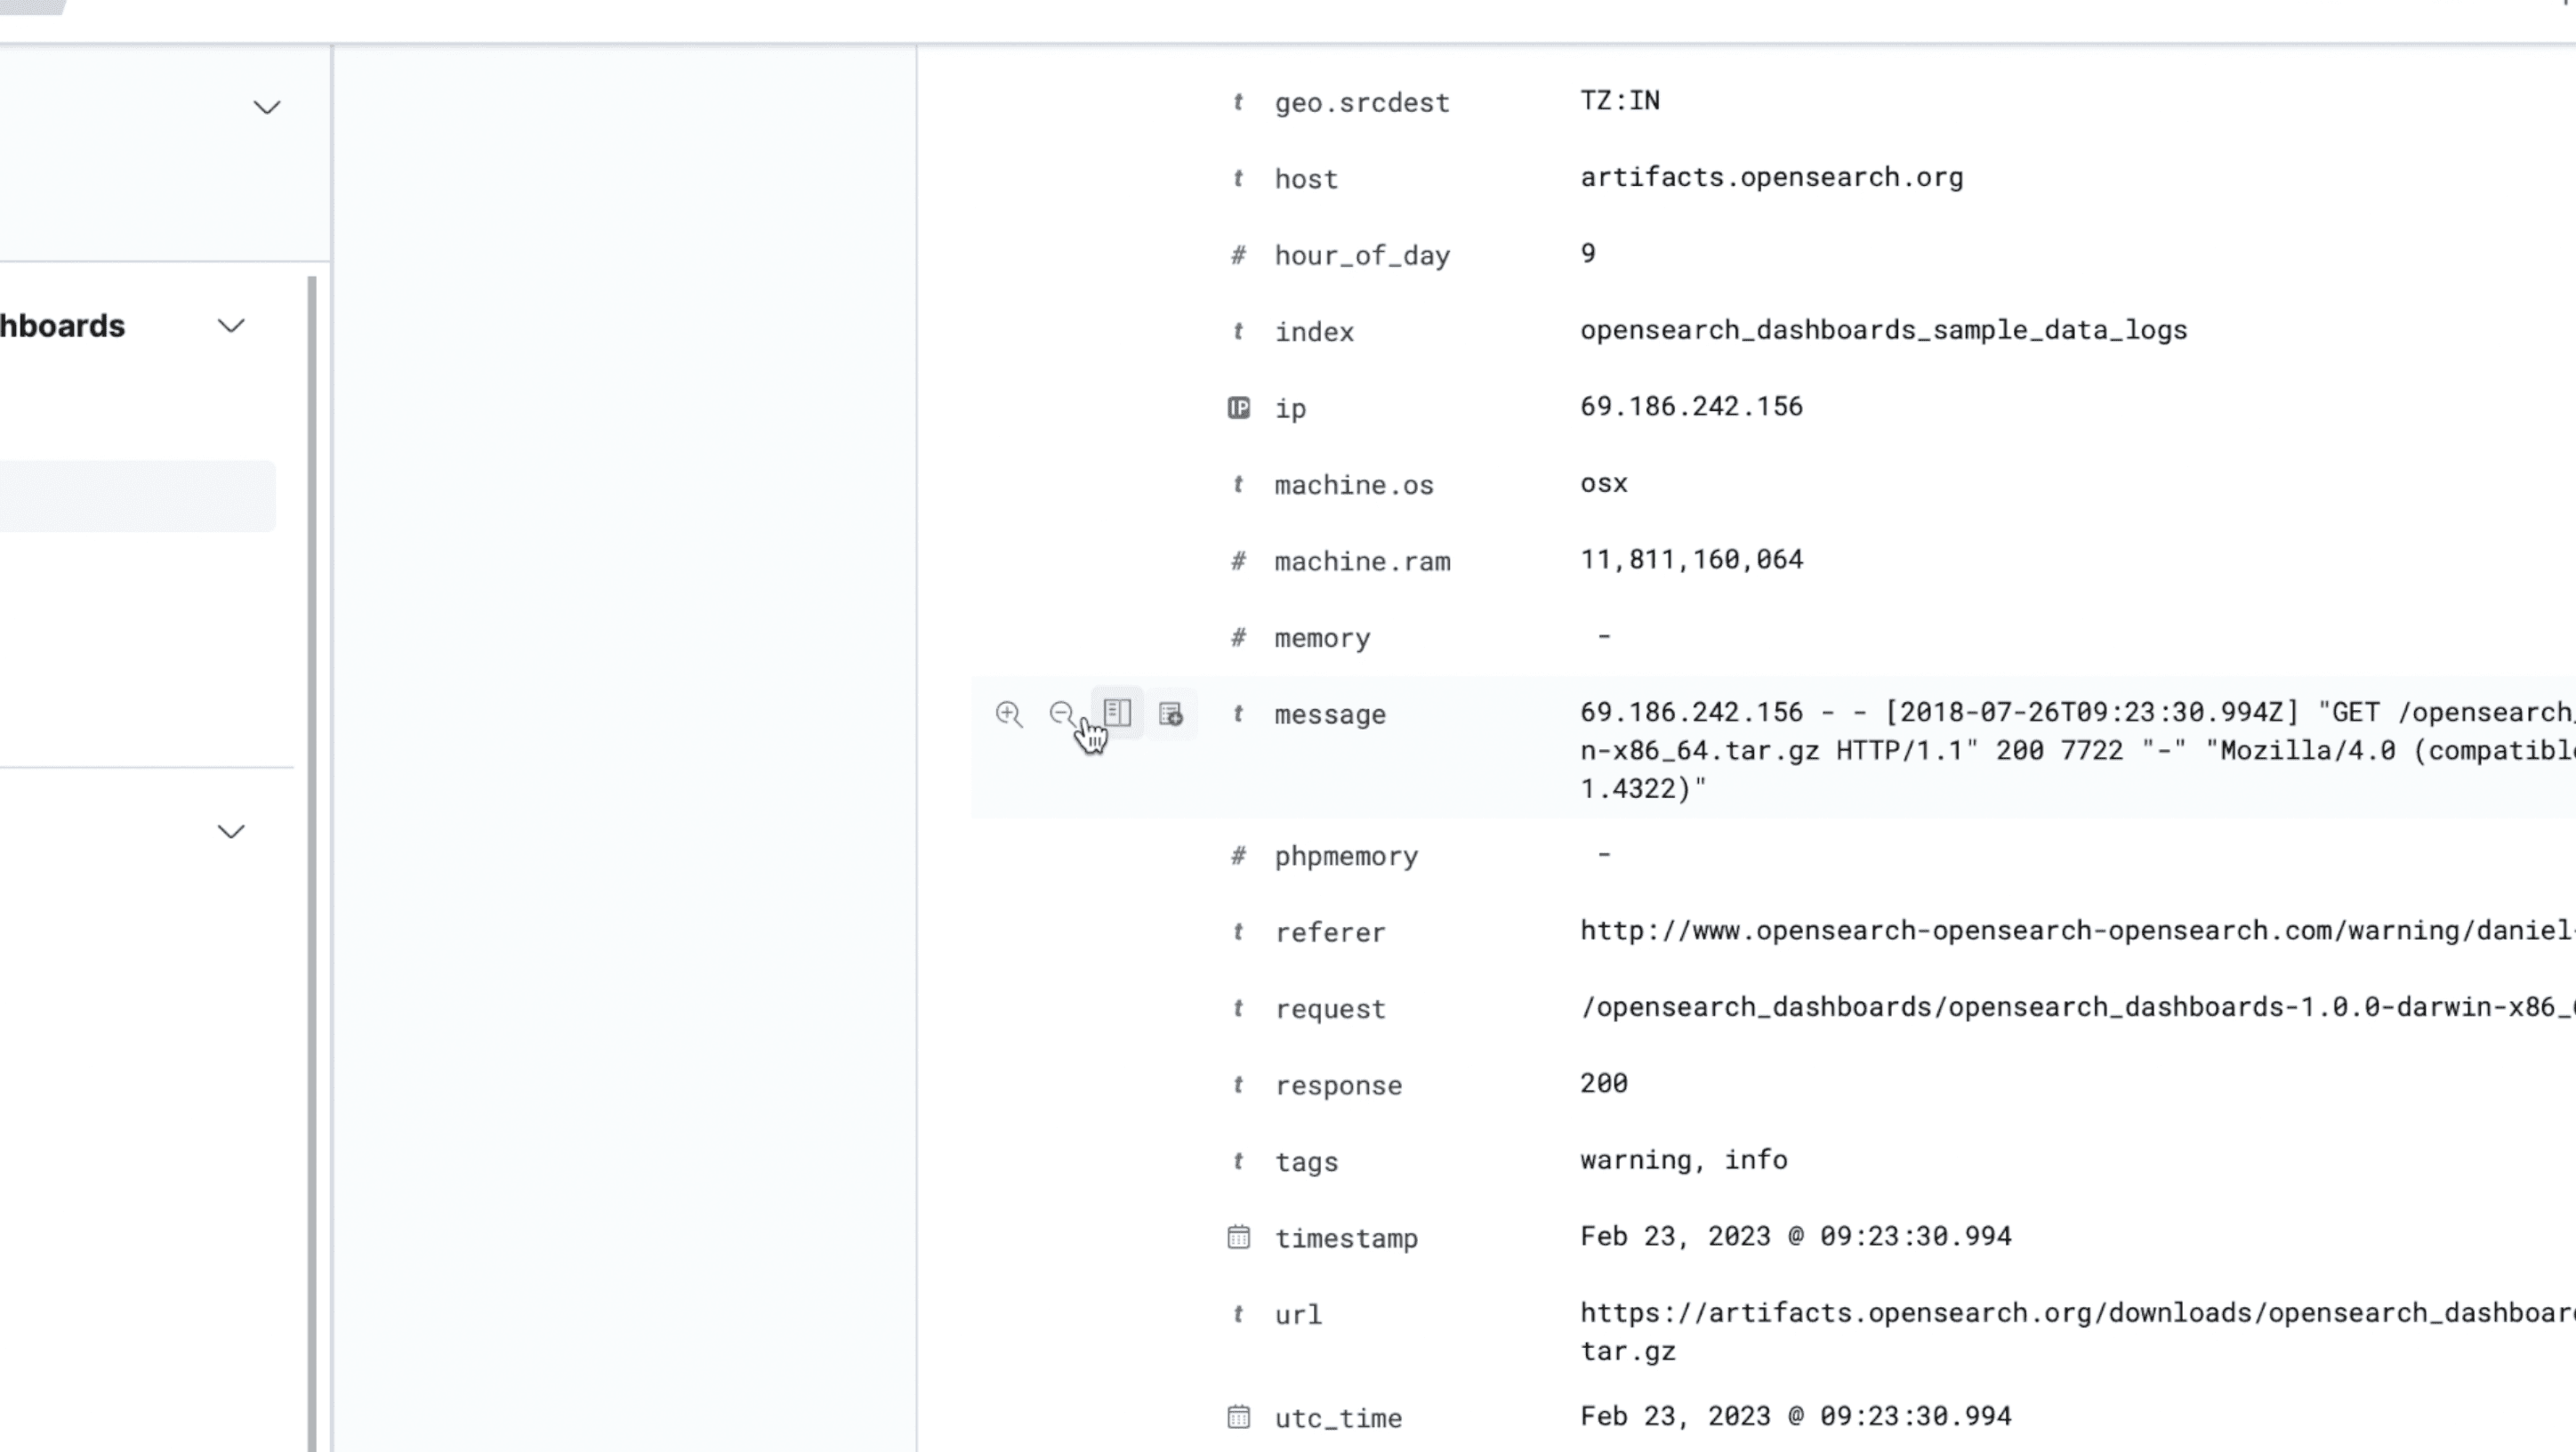 t geo.srcdest TZ:IN
t host artifacts.opensearch.org
# hour_of_day 9
t index opensearch_dashboards_sample_data_logs
hboards
IP ip 69.186.242.156
t machine.os osx
# machine.ram 11,811,160,064
# memory -
t message 69.186.242.156 - - [2018-07-26T09:23:30.994Z] "GET /opensearch_
n-x86_64.tar.gz HTTP/1.1" 200 7722 "-" "Mozilla/4.0 (compatible
1.4322)"
# phpmemory -
t referer http://www.opensearch-opensearch-opensearch.com/warning/daniel-
t request /opensearch_dashboards/opensearch_dashboards-1.0.0-darwin-x86_
t response 200
t tags warning, info
timestamp Feb 23, 2023 @ 09:23:30.994
t url https://artifacts.opensearch.org/downloads/opensearch_dashboar
tar.gz
utc_time Feb 23, 2023 @ 09:23:30.994